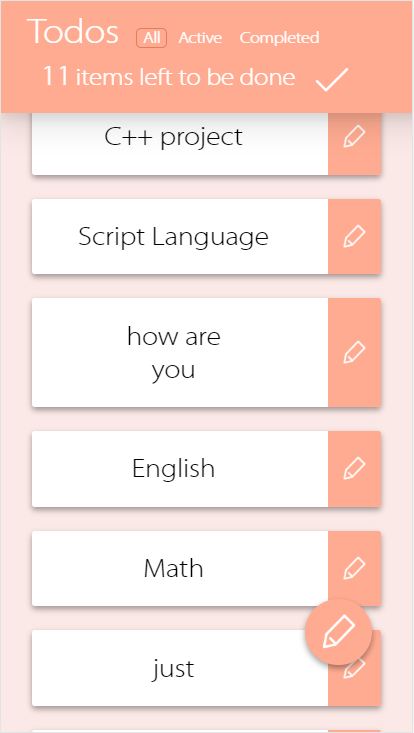 Todos All Active Completed
11 items left to be done
C++ project
Script Language
how are
you
English
Math
just